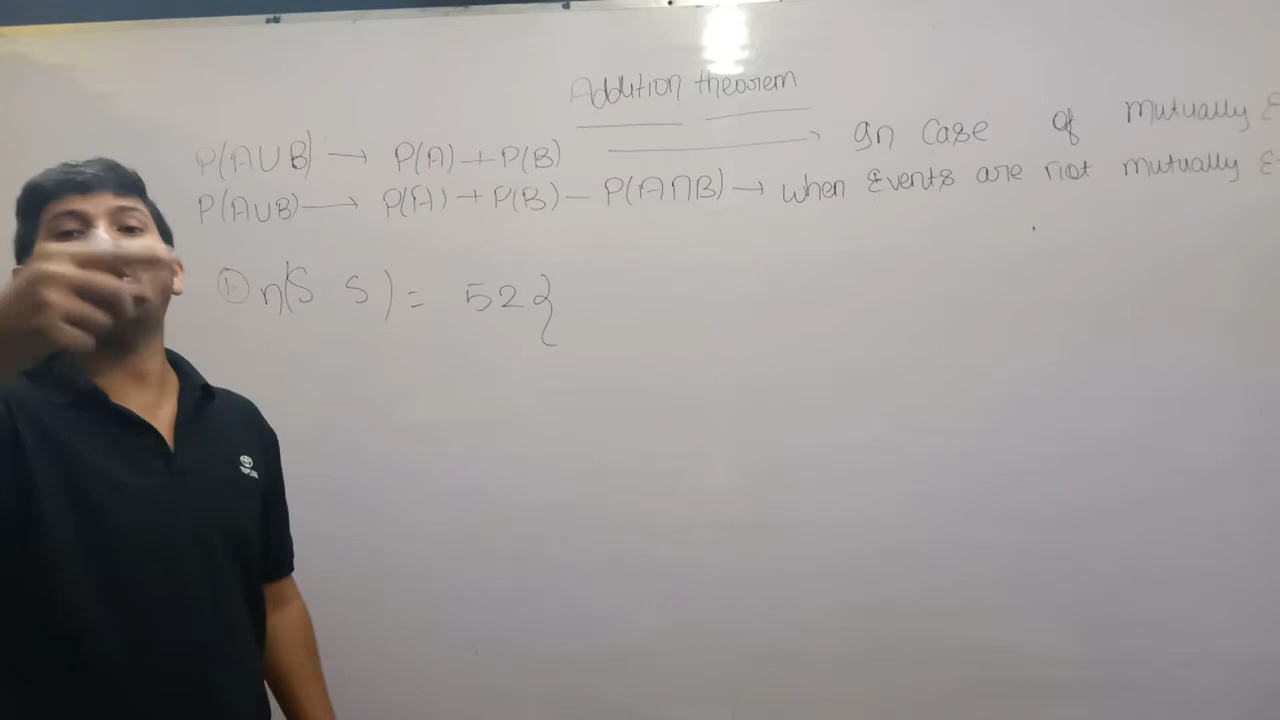 Addition theorem
P(A∪B) → P(A) + P(B) → In Case of Mutually E
P(A∪B) → P(A) + P(B) - P(A∩B) → when Events are not Mutually E
① n(S S) = 52}